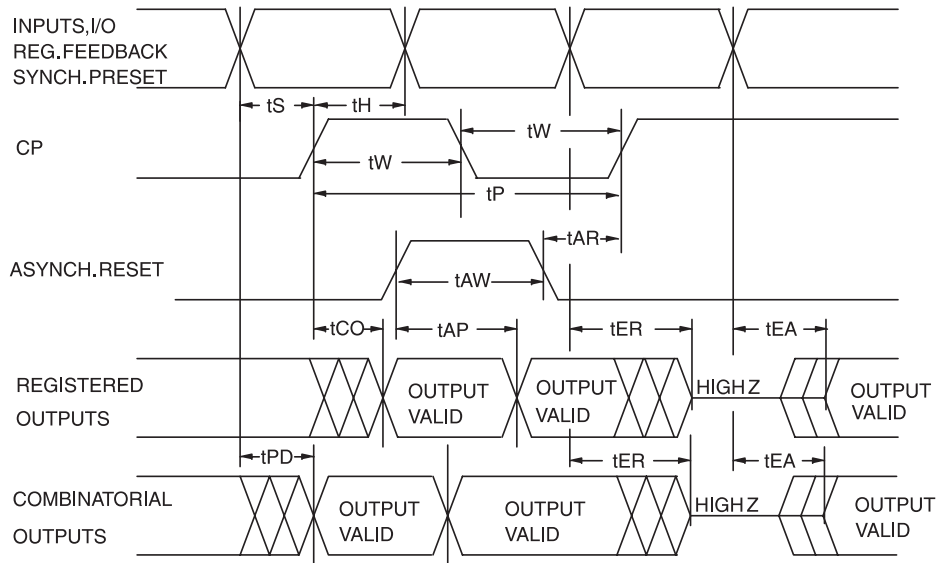 INPUTS,I/O
REG.FEEDBACK
SYNCH.PRESET
tS
tH
CP
tW
tW
tP
tAR
ASYNCH.RESET
tAW
tCO
tAP
tER
tEA
REGISTERED
OUTPUTS
OUTPUT
VALID
OUTPUT
VALID
HIGH Z
OUTPUT
VALID
tPD
tER
tEA
COMBINATORIAL
OUTPUTS
OUTPUT
VALID
OUTPUT
VALID
HIGH Z
OUTPUT
VALID